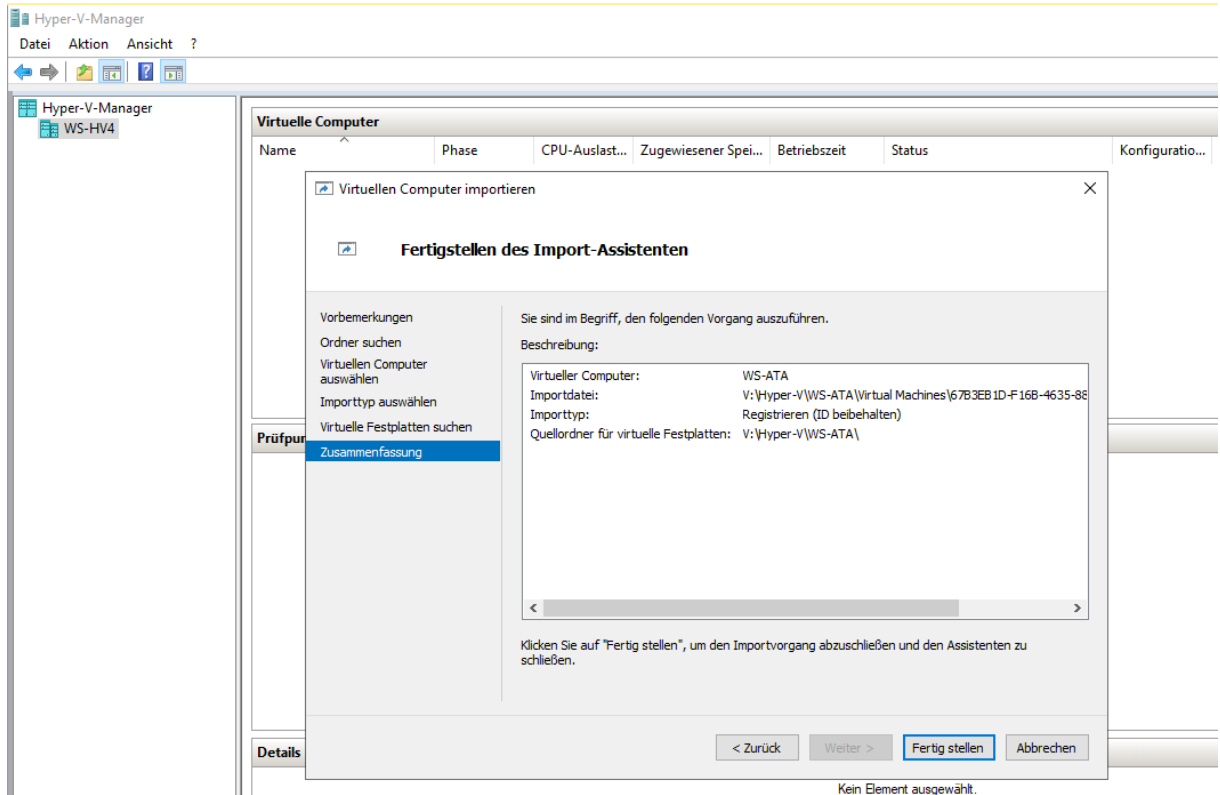 Hyper-V-Manager
Datei Aktion Ansicht ?
Hyper-V-Manager
WS-HV4
Virtuelle Computer
Name Phase CPU-Auslast... Zugewiesener Spei... Betriebszeit Status Konfiguratio...
Virtuellen Computer importieren
Fertigstellen des Import-Assistenten
Vorbemerkungen
Ordner suchen
Virtuellen Computer
auswählen
Importtyp auswählen
Virtuelle Festplatten suchen
Zusammenfassung
Sie sind im Begriff, den folgenden Vorgang auszuführen.
Beschreibung:
Virtueller Computer: WS-ATA
Importdatei: V:\Hyper-V\WS-ATA\Virtual Machines\67B3EB1D-F16B-4635-88
Importtyp: Registrieren (ID beibehalten)
Quellordner für virtuelle Festplatten: V:\Hyper-V\WS-ATA\
Klicken Sie auf "Fertig stellen", um den Importvorgang abzuschließen und den Assistenten zu
schließen.
< Zurück Weiter > Fertig stellen Abbrechen
Prüfpun
Details
Kein Element ausgewählt.